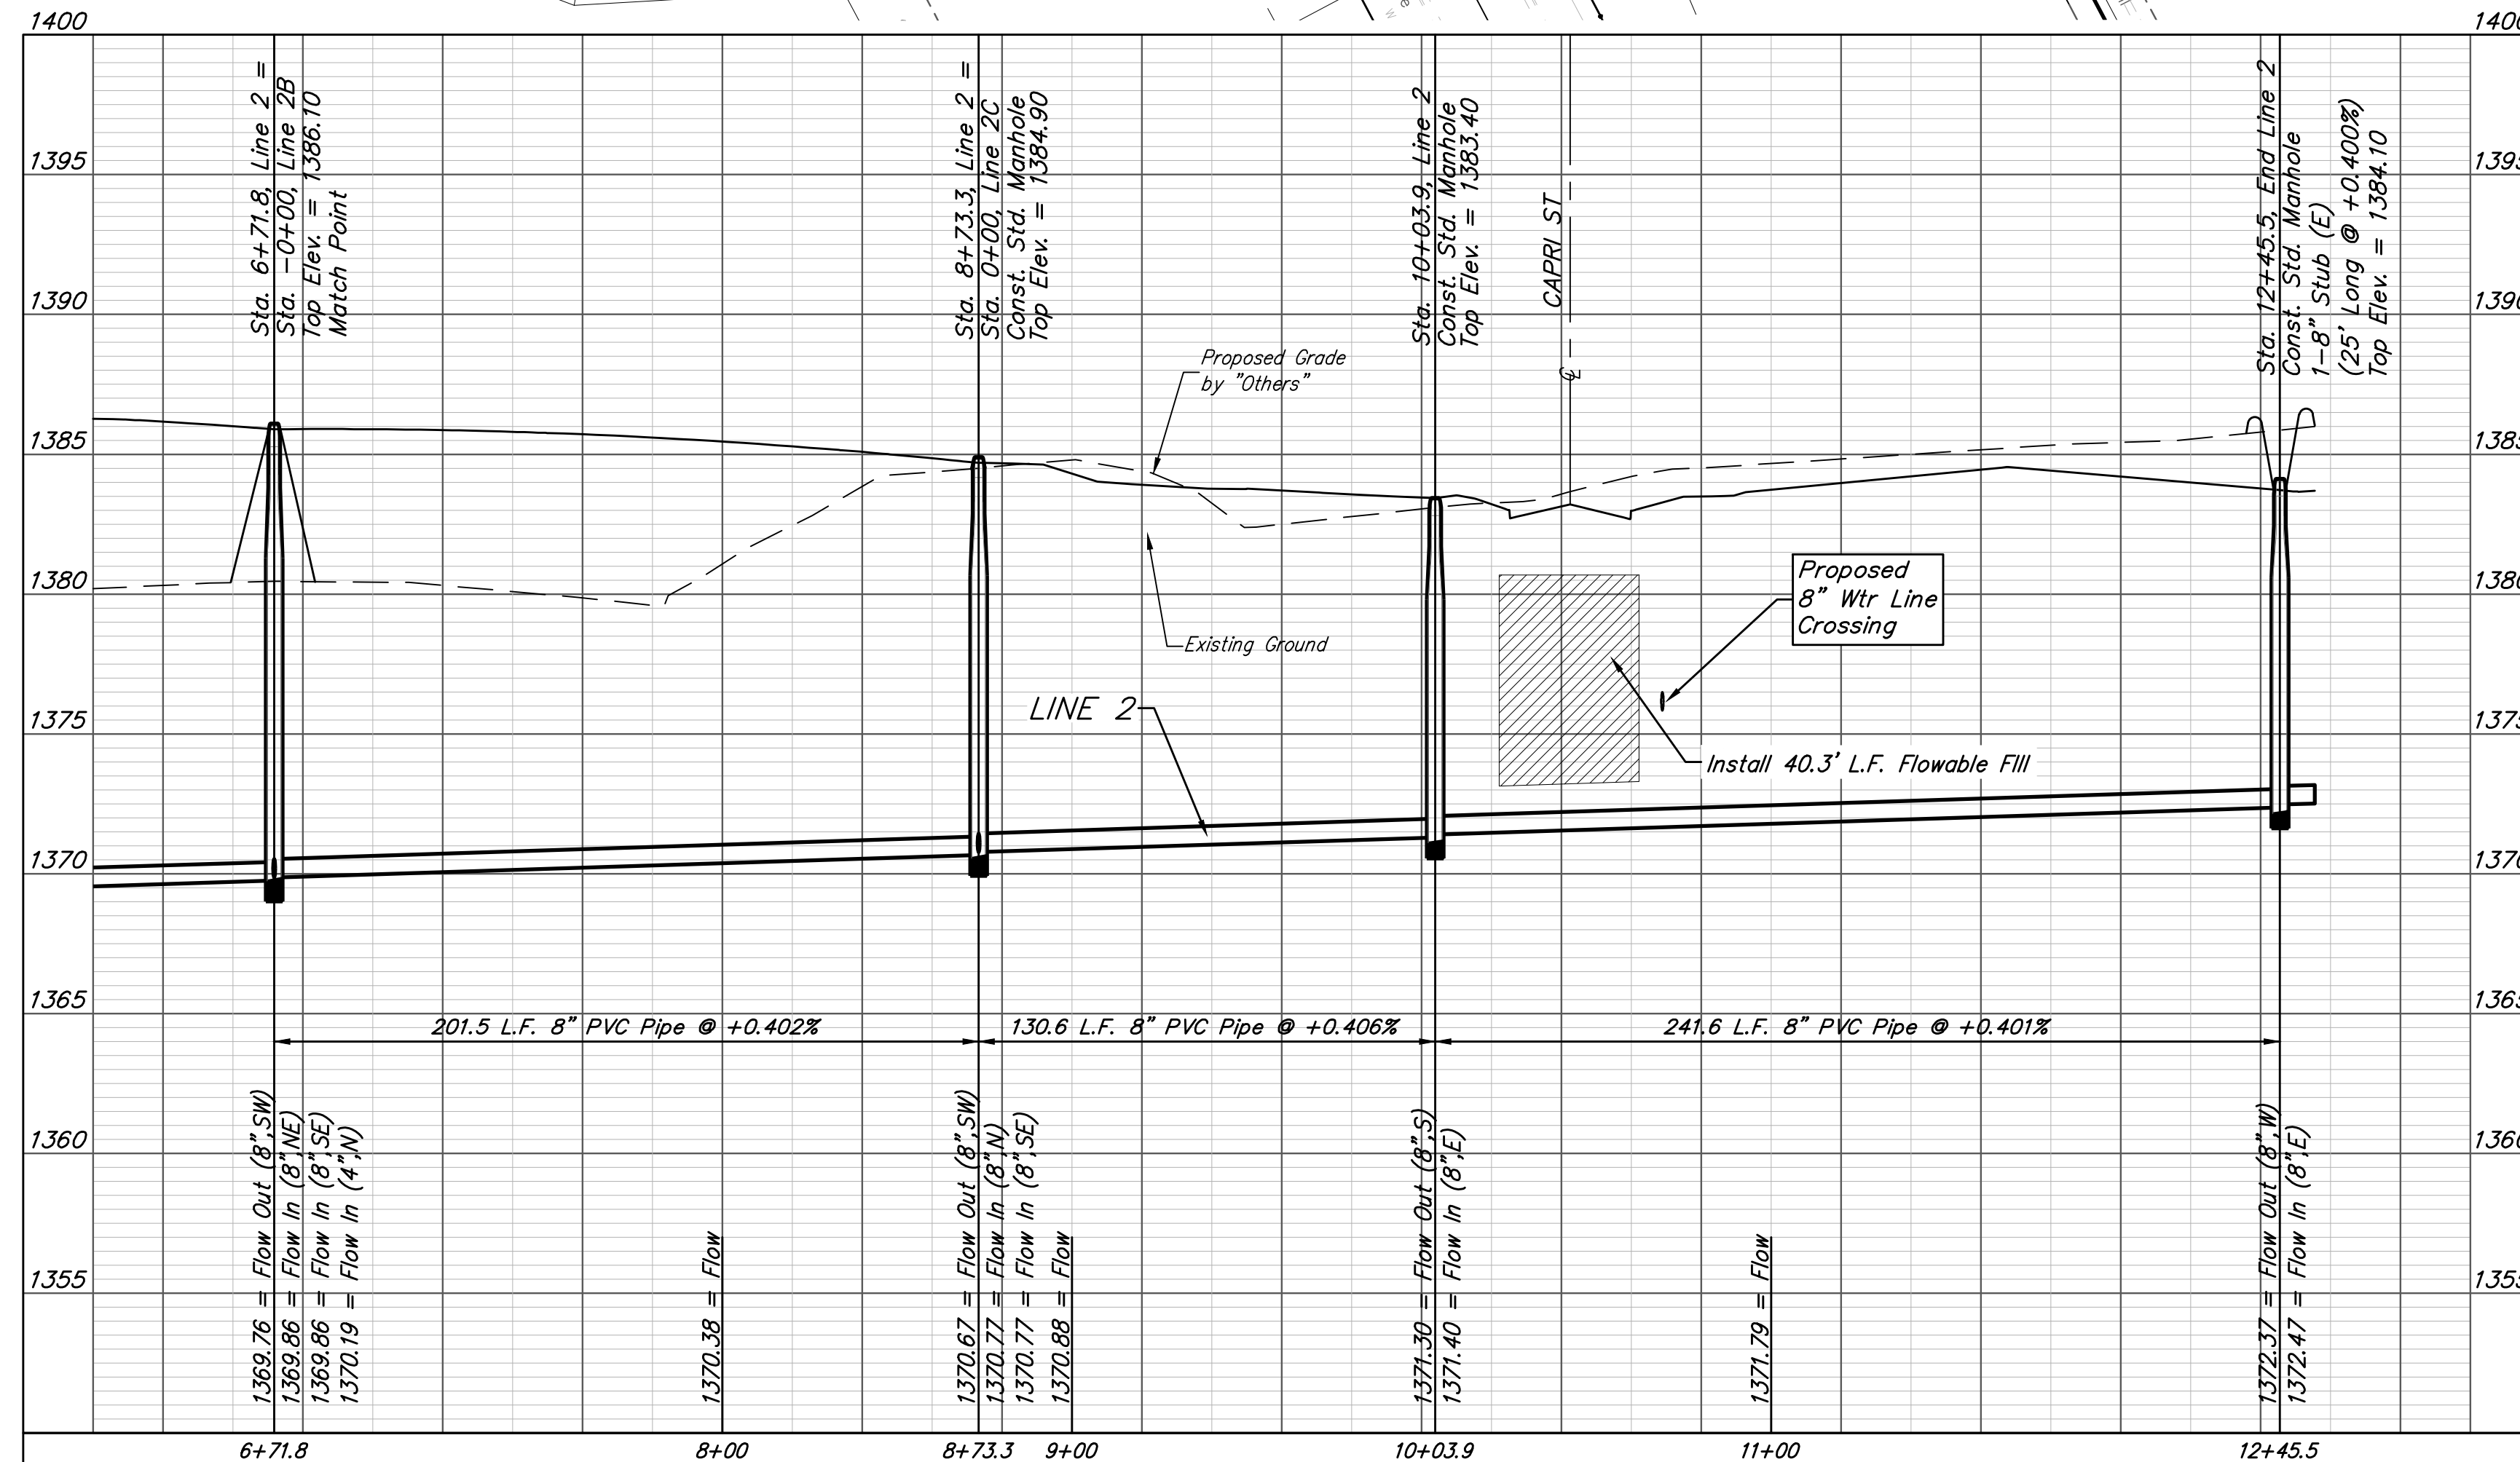 1400
1395
1390
1385
1380
1375
1370
1365
1360
1355
Sta. 6+71.8, Line 2 =
Sta. -0+00, Line 2B
Top Elev. = 1386.10
Match Point
Sta. 8+73.3, Line 2 =
Sta. 0+00, Line 2C
Const. Std. Manhole
Top Elev. = 1384.90
Sta. 10+03.9, Line 2
Const. Std. Manhole
Top Elev. = 1383.40
CAPRI ST
Sta. 12+45.5, End Line 2
Const. Std. Manhole
1-8" Stub (E)
(25' Long @ +0.400%)
Top Elev. = 1384.10
Proposed Grade
by "Others"
Existing Ground
LINE 2
Proposed
8" Wtr Line
Crossing
Install 40.3' L.F. Flowable FIll
201.5 L.F. 8" PVC Pipe @ +0.402%
130.6 L.F. 8" PVC Pipe @ +0.406%
241.6 L.F. 8" PVC Pipe @ +0.401%
1369.76 = Flow Out (8",SW)
1369.86 = Flow In (8",NE)
1369.86 = Flow In (8",SE)
1370.19 = Flow In (4",N)
1370.38 = Flow
1370.67 = Flow Out (8",SW)
1370.77 = Flow In (8",N)
1370.77 = Flow In (8",SE)
1370.88 = Flow
1371.30 = Flow Out (8",S)
1371.40 = Flow In (8",E)
1371.79 = Flow
1372.37 = Flow Out (8",W)
1372.47 = Flow In (8",E)
6+71.8
8+00
8+73.3
9+00
10+03.9
11+00
12+45.5